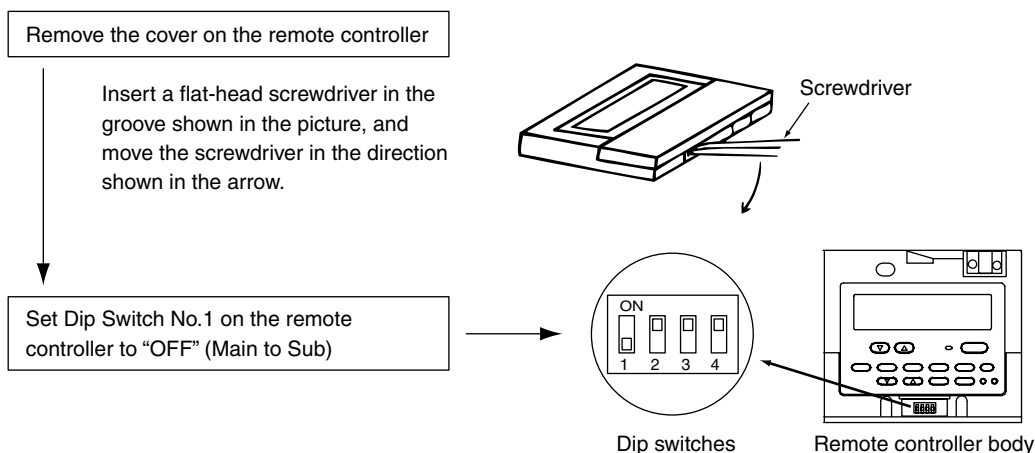 Remove the cover on the remote controller
Insert a flat-head screwdriver in the
groove shown in the picture, and
move the screwdriver in the direction
shown in the arrow.
Screwdriver
Set Dip Switch No.1 on the remote
controller to “OFF” (Main to Sub)
ON
1 2 3 4
Dip switches
Remote controller body